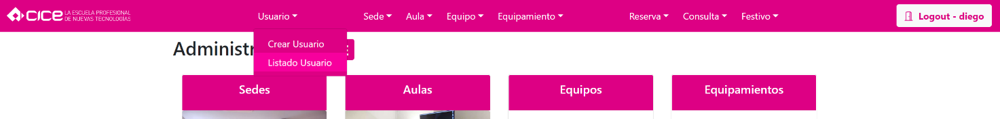 CICE LA ESCUELA PROFESIONAL
DE NUEVAS TECNOLOGÍAS
Usuario Sede Aula Equipo Equipamiento Reserva Consulta Festivo Logout - diego
Crear Usuario
Listado Usuario
Administr
Sedes Aulas Equipos Equipamientos